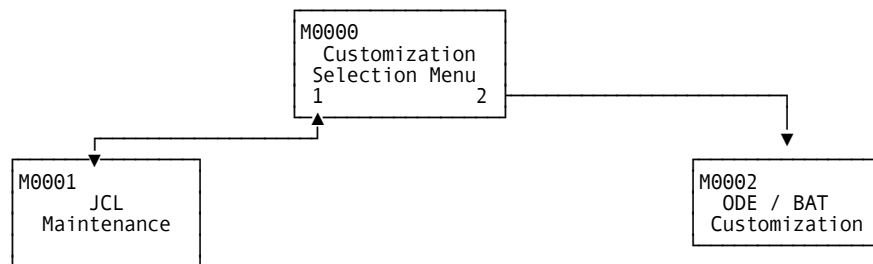 M0000
Customization
Selection Menu
1 2
M0001
JCL
Maintenance
M0002
ODE / BAT
Customization